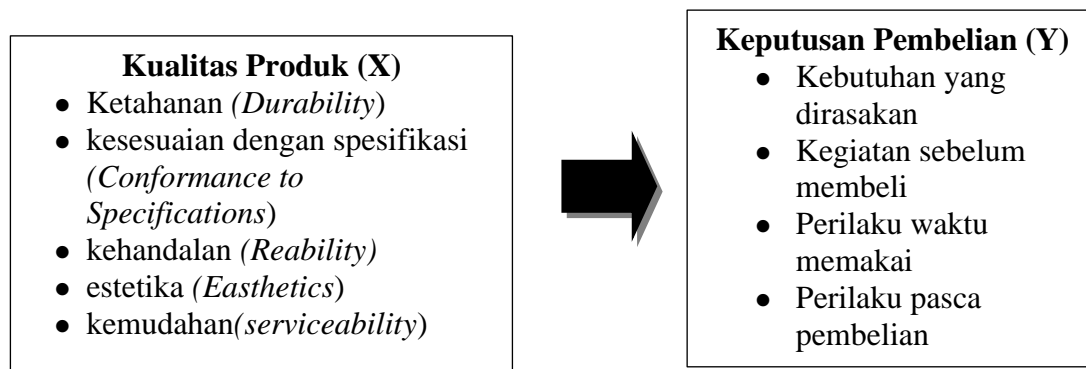 Kualitas Produk (X)
● Ketahanan (Durability)
● kesesuaian dengan spesifikasi
(Conformance to
Specifications)
● kehandalan (Reability)
● estetika (Easthetics)
● kemudahan(serviceability)
Keputusan Pembelian (Y)
● Kebutuhan yang
dirasakan
● Kegiatan sebelum
membeli
● Perilaku waktu
memakai
● Perilaku pasca
pembelian